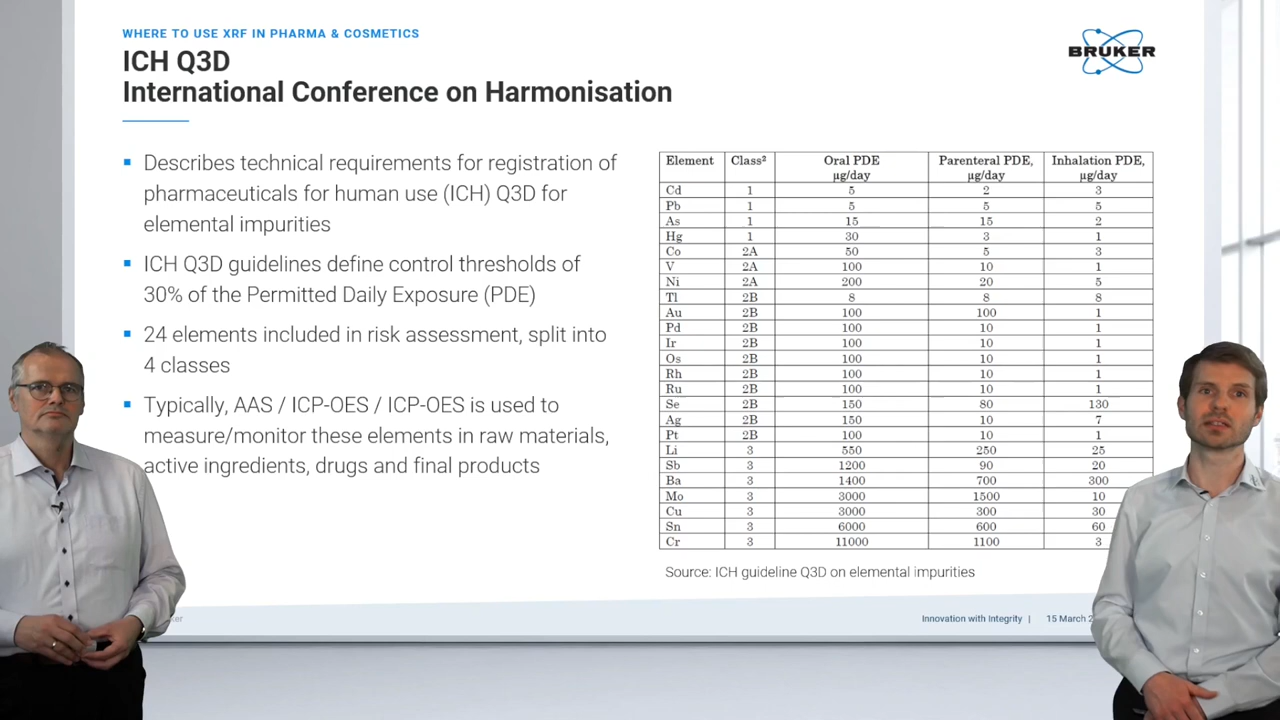 WHERE TO USE XRF IN PHARMA & COSMETICS
ICH Q3D
International Conference on Harmonisation
BRUKER
Describes technical requirements for registration of
pharmaceuticals for human use (ICH) Q3D for
elemental impurities
ICH Q3D guidelines define control thresholds of
30% of the Permitted Daily Exposure (PDE)
24 elements included in risk assessment, split into
4 classes
Typically, AAS / ICP-OES / ICP-OES is used to
measure/monitor these elements in raw materials,
active ingredients, drugs and final products
Element Class² Oral PDE µg/day Parenteral PDE, µg/day Inhalation PDE, µg/day
Cd 1 5 2 3
Pb 1 5 5 5
As 1 15 15 2
Hg 1 30 3 1
Co 2A 50 5 3
V 2A 100 10 1
Ni 2A 200 20 5
Tl 2B 8 8 8
Au 2B 100 100 1
Pd 2B 100 10 1
Ir 2B 100 10 1
Os 2B 100 10 1
Rh 2B 100 10 1
Ru 2B 100 10 1
Se 2B 150 80 130
Ag 2B 150 10 7
Pt 2B 100 10 1
Li 3 550 250 25
Sb 3 1200 90 20
Ba 3 1400 700 300
Mo 3 3000 1500 10
Cu 3 3000 300 30
Sn 3 6000 600 60
Cr 3 11000 1100 3
Source: ICH guideline Q3D on elemental impurities
Innovation with Integrity | 15 March